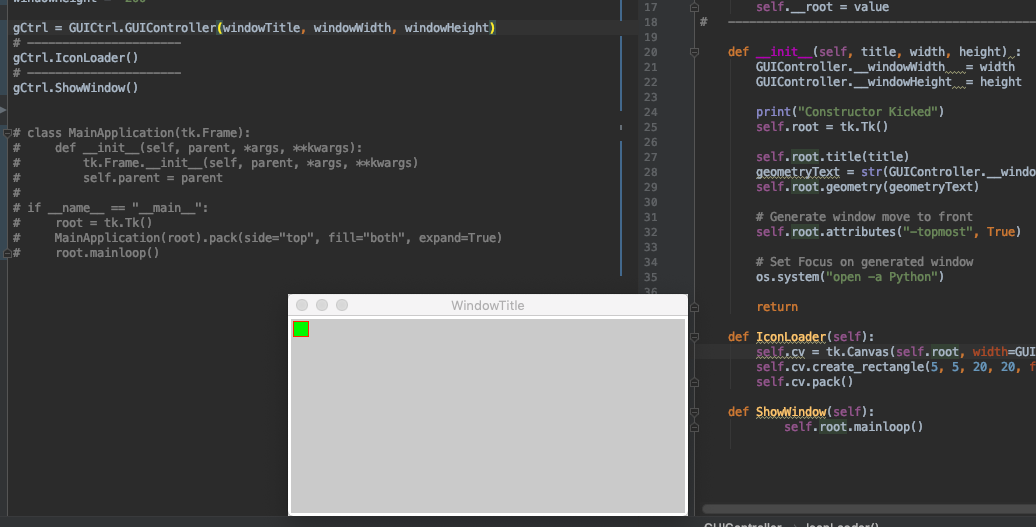 windowHeight = 200
gCtrl = GUICtrl.GUIController(windowTitle, windowWidth, windowHeight)
# ----------------------
gCtrl.IconLoader()
# ----------------------
gCtrl.ShowWindow()
# class MainApplication(tk.Frame):
#     def __init__(self, parent, *args, **kwargs):
#         tk.Frame.__init__(self, parent, *args, **kwargs)
#         self.parent = parent
#
# if __name__ == "__main__":
#     root = tk.Tk()
#     MainApplication(root).pack(side="top", fill="both", expand=True)
#     root.mainloop()
WindowTitle
17 self.__root = value
18 # ----------------------------------------
19
20 def __init__(self, title, width, height) :
21 GUIController.__windowWidth   = width
22 GUIController.__windowHeight  = height
23
24 print("Constructor Kicked")
25 self.root = tk.Tk()
26
27 self.root.title(title)
28 geometryText = str(GUIController.__windo
29 self.root.geometry(geometryText)
30
31 # Generate window move to front
32 self.root.attributes("-topmost", True)
33
34 # Set Focus on generated window
35 os.system("open -a Python")
36
return
def IconLoader(self):
self.cv = tk.Canvas(self.root, width=GUI
self.cv.create_rectangle(5, 5, 20, 20, f
self.cv.pack()
def ShowWindow(self):
self.root.mainloop()
GUIController > IconLoader()